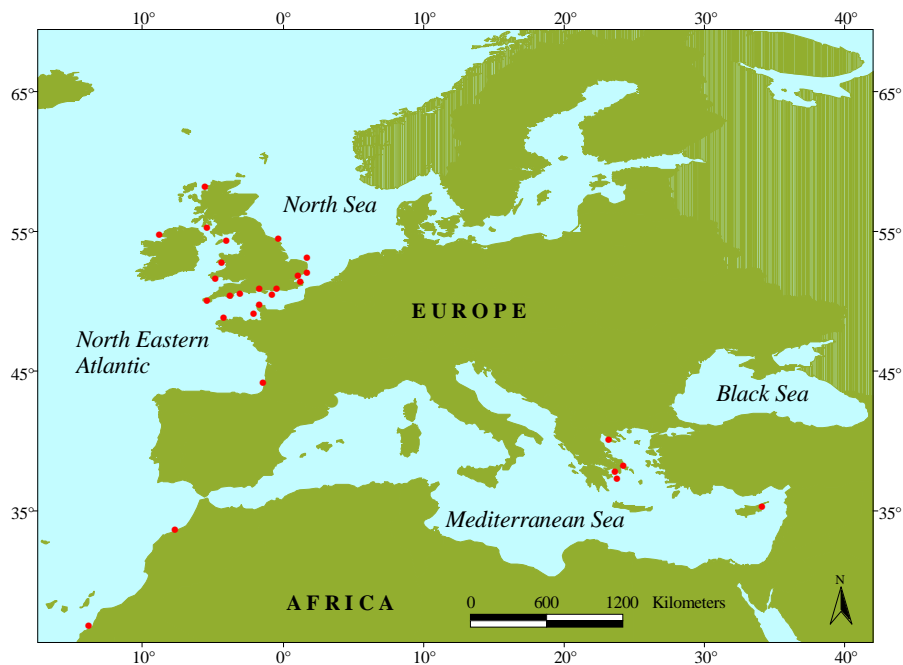 10° 0° 10° 20° 30° 40°
65° 65°
North Sea
55° 55°
EUROPE
North Eastern
Atlantic
45° 45°
Black Sea
35° 35°
Mediterranean Sea
N
AFRICA
0 600 1200 Kilometers
10° 0° 10° 20° 30° 40°